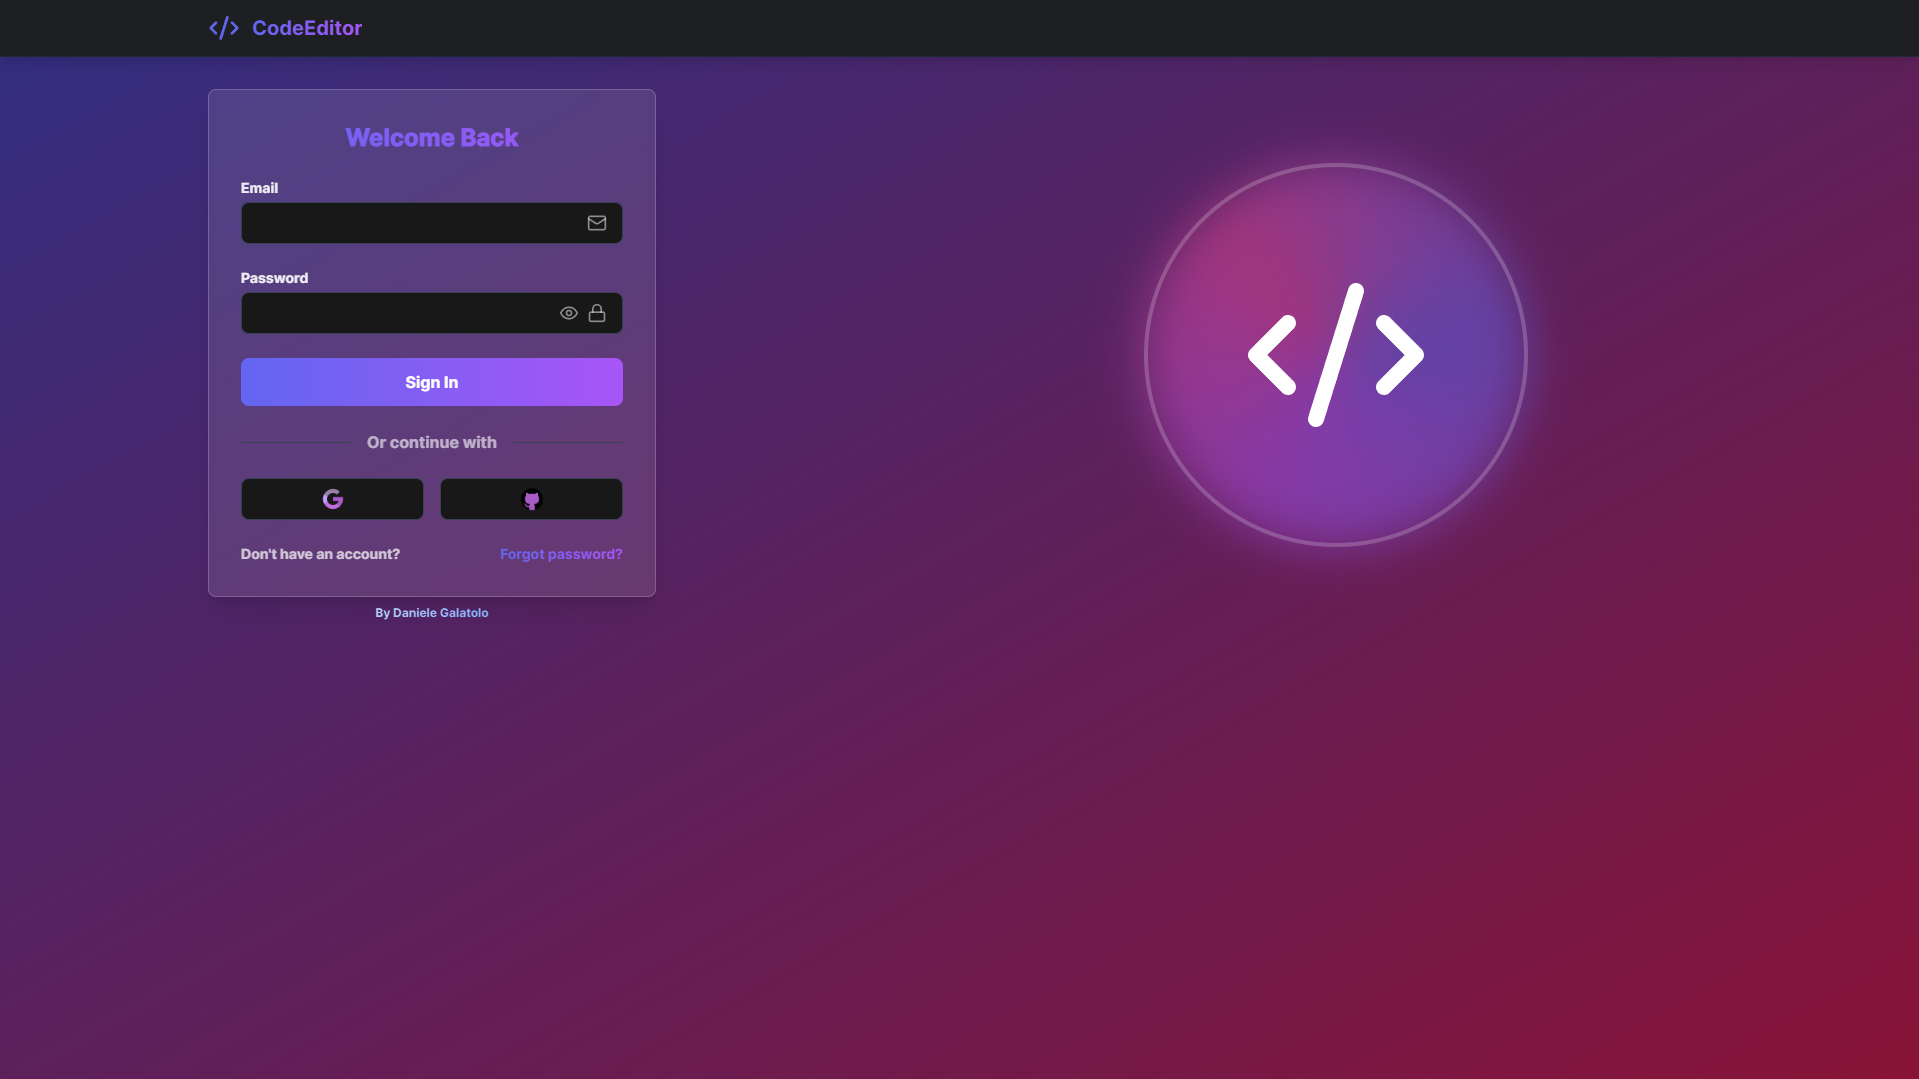 CodeEditor
Welcome Back
Email
Password
Sign In
Or continue with
Don't have an account?
Forgot password?
By Daniele Galatolo